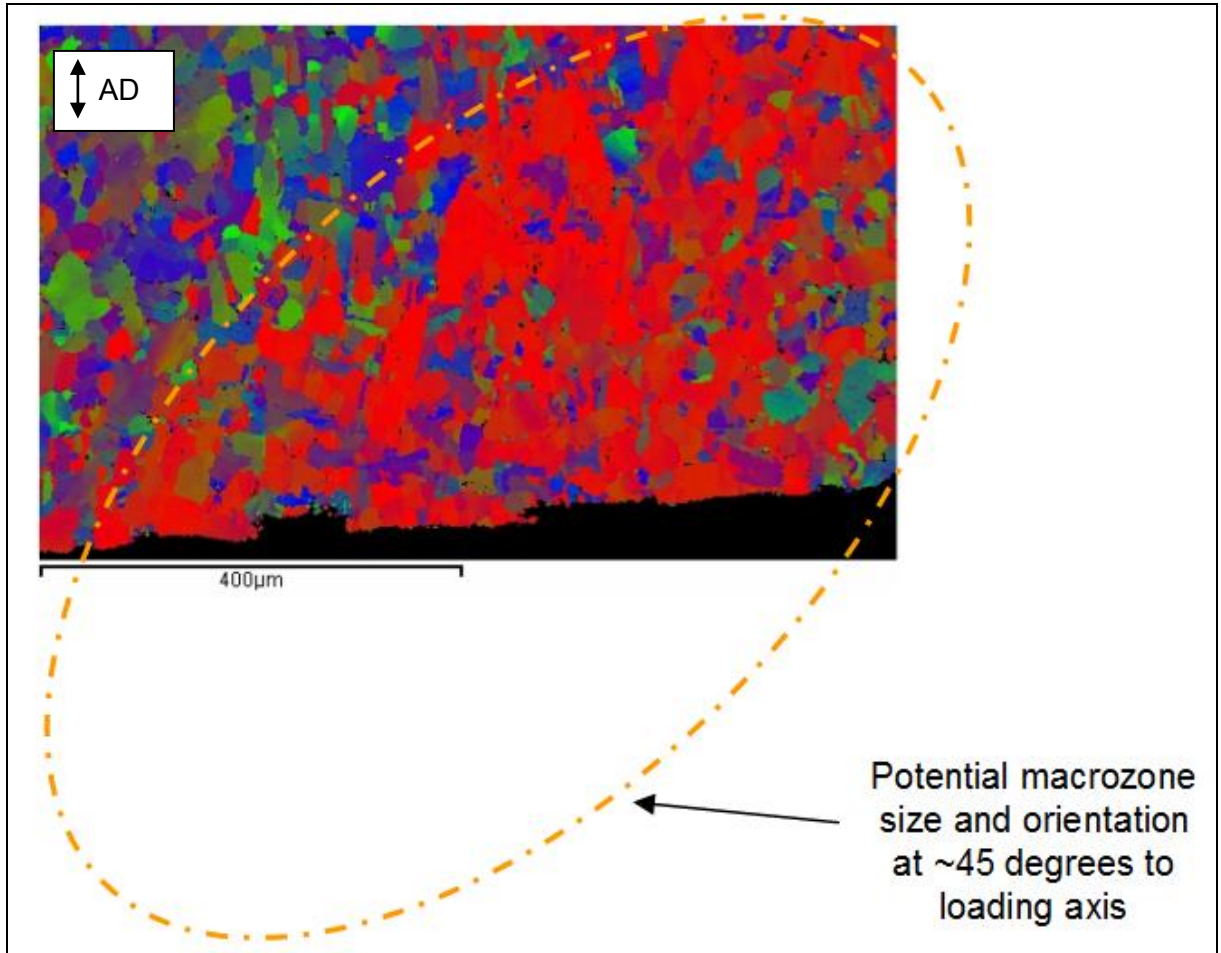 AD
400µm
Potential macrozone
size and orientation
at ~45 degrees to
loading axis